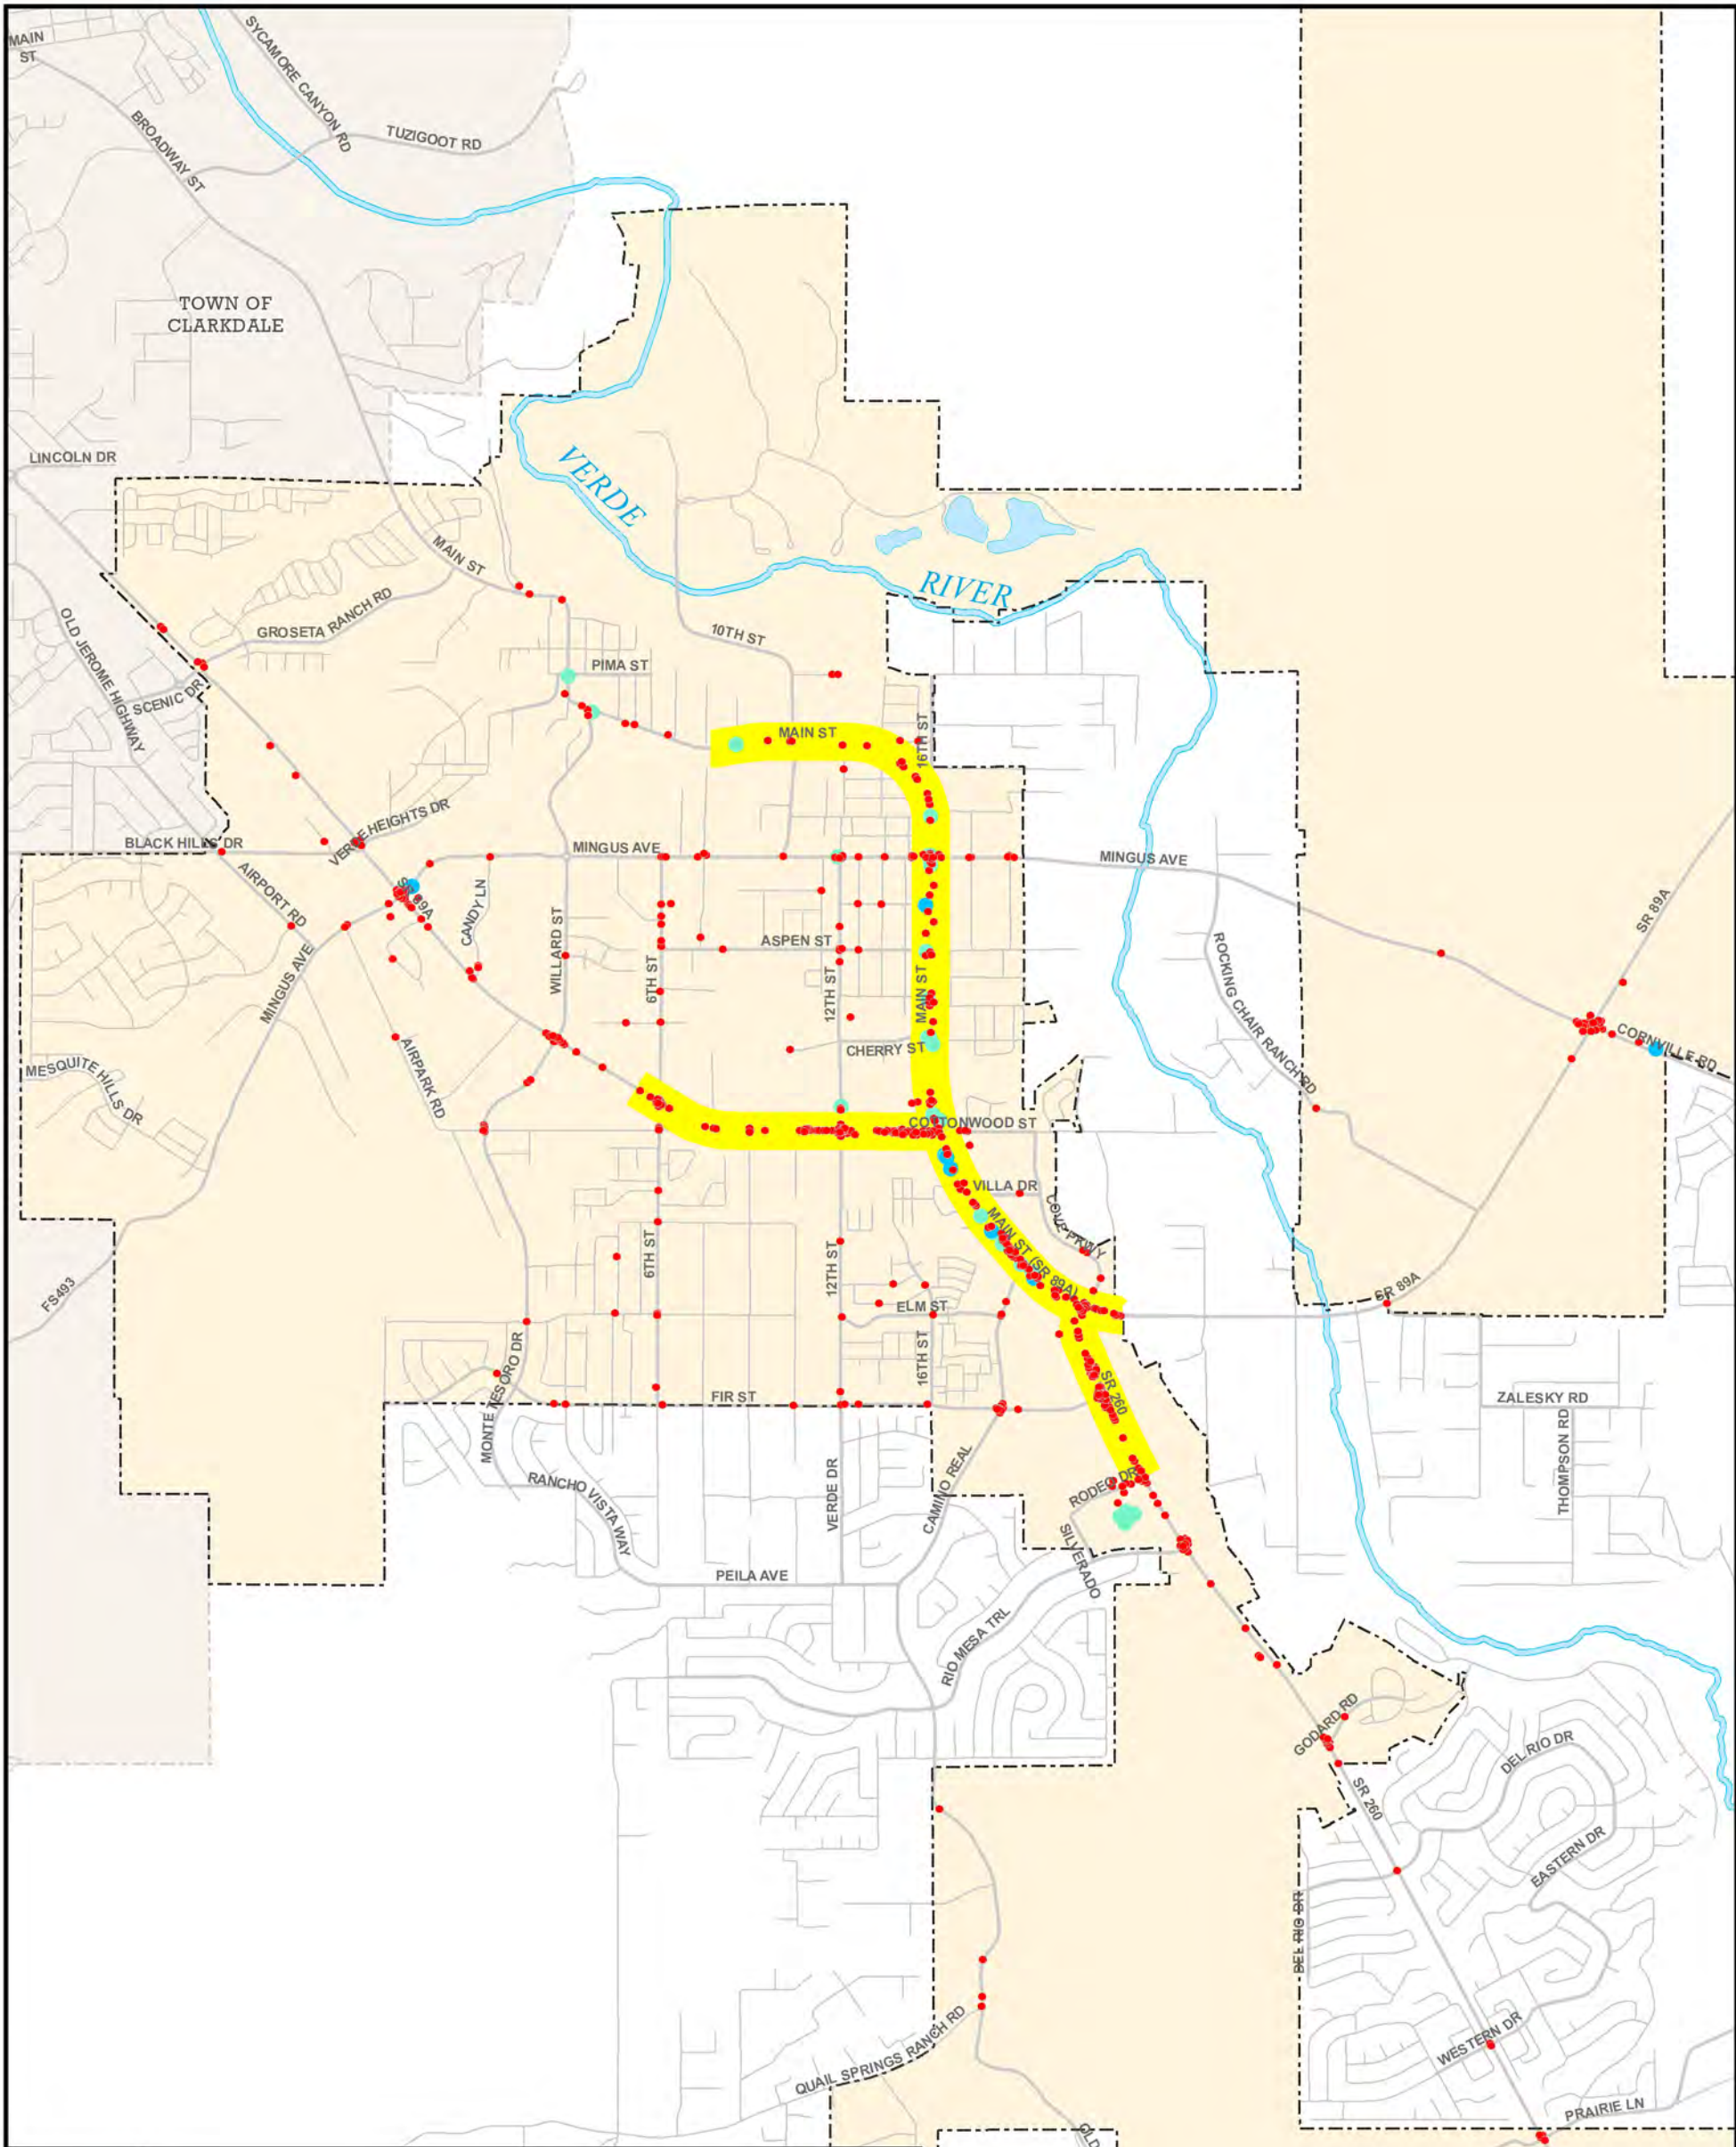 MAIN
ST
SYCAMORE CANYON RD
TUZIGOOT RD
BROADWAY ST
TOWN OF
CLARKDALE
LINCOLN DR
VERDE
RIVER
MAIN ST
GROSETA RANCH RD
OLD JEROME HIGHWAY
SCENIC DR
10TH ST
PIMA ST
MAIN ST
16TH ST
BLACK HILLS DR
VERDE HEIGHTS DR
MINGUS AVE
MINGUS AVE
AIRPORT RD
SR 89A
CANDY LN
WILLARD ST
ASPEN ST
6TH ST
12TH ST
MAIN ST
MINGUS AVE
CHERRY ST
ROCKING CHAIR RANCH RD
SR 89A
CORNVILLE RD
MESQUITE HILLS DR
AIRPARK RD
COTTONWOOD ST
VILLA DR
COVE PKWY
MAIN ST (SR 89A)
6TH ST
12TH ST
FS493
ELM ST
SR 89A
16TH ST
SR 260
MONTE TESORO DR
FIR ST
ZALESKY RD
THOMPSON RD
RANCHO VISTA WAY
VERDE DR
CAMINO REAL
RODEO DR
SILVERADO
PEILA AVE
RIO MESA TRL
GODARD RD
DEL RIO DR
SR 260
EASTERN DR
DEL RIO DR
WESTERN DR
QUAIL SPRINGS RANCH RD
PRAIRIE LN
OLD